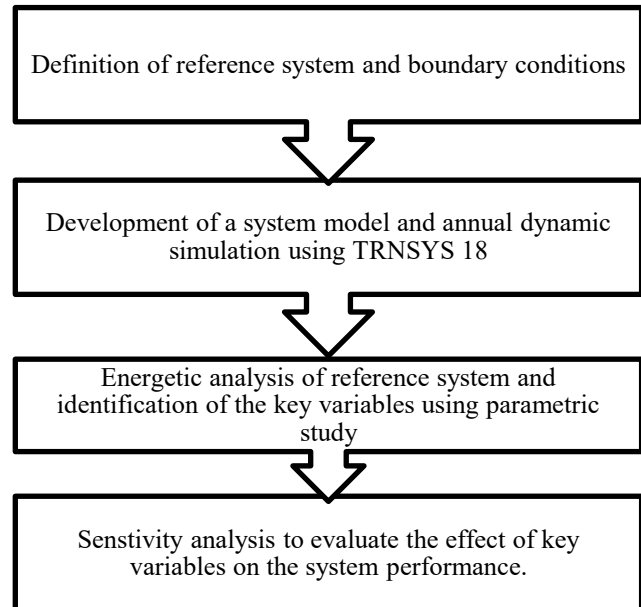 Definition of reference system and boundary conditions
Development of a system model and annual dynamic
simulation using TRNSYS 18
Energetic analysis of reference system and
identification of the key variables using parametric
study
Senstivity analysis to evaluate the effect of key
variables on the system performance.